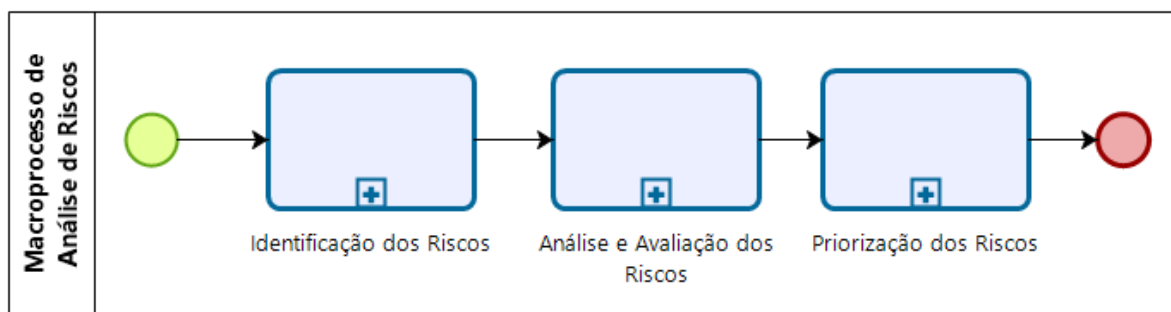 Macroprocesso de
Análise de Riscos
Identificação dos Riscos
Análise e Avaliação dos
Riscos
Priorização dos Riscos